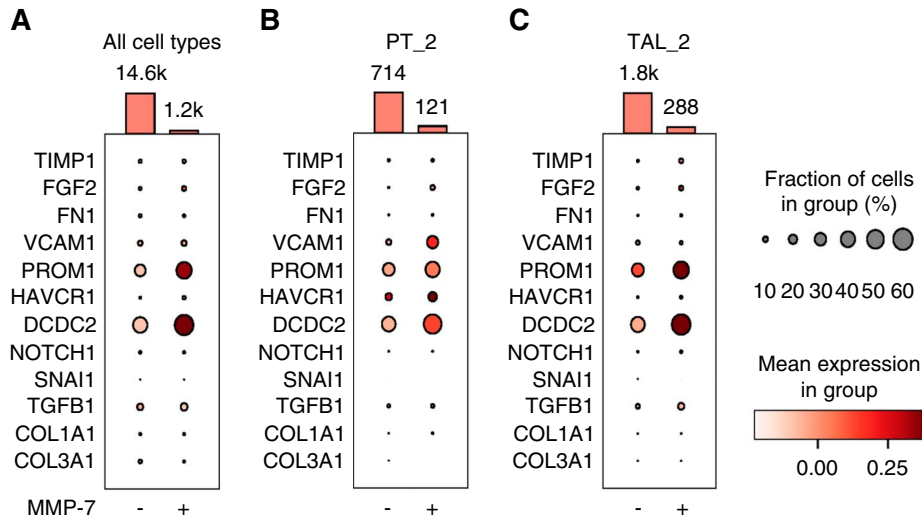 A
All cell types
14.6k
1.2k
TIMP1
FGF2
FN1
VCAM1
PROM1
HAVCR1
DCDC2
NOTCH1
SNAI1
TGFB1
COL1A1
COL3A1
MMP-7 - +
B
PT_2
714
121
TIMP1
FGF2
FN1
VCAM1
PROM1
HAVCR1
DCDC2
NOTCH1
SNAI1
TGFB1
COL1A1
COL3A1
- +
C
TAL_2
1.8k
288
TIMP1
FGF2
FN1
VCAM1
PROM1
HAVCR1
DCDC2
NOTCH1
SNAI1
TGFB1
COL1A1
COL3A1
- +
Fraction of cells
in group (%)
10 20 30 40 50 60
Mean expression
in group
0.00 0.25